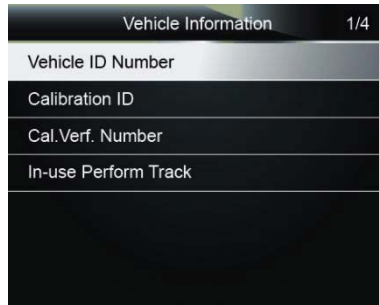 Vehicle Information 1/4
Vehicle ID Number
Calibration ID
Cal.Verf. Number
In-use Perform Track